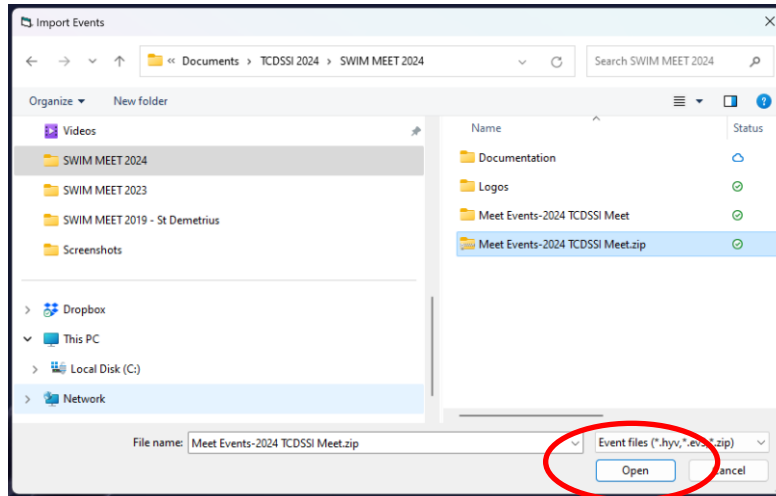 Import Events
« Documents > TCDSSI 2024 > SWIM MEET 2024
Search SWIM MEET 2024
Organize New folder
Videos
SWIM MEET 2024
SWIM MEET 2023
SWIM MEET 2019 - St Demetrius
Screenshots
Dropbox
This PC
Local Disk (C:)
Network
Name Status
Documentation
Logos
Meet Events-2024 TCDSSI Meet
Meet Events-2024 TCDSSI Meet.zip
File name: Meet Events-2024 TCDSSI Meet.zip
Event files (*.hyv,*.evs,*.zip)
Open Cancel